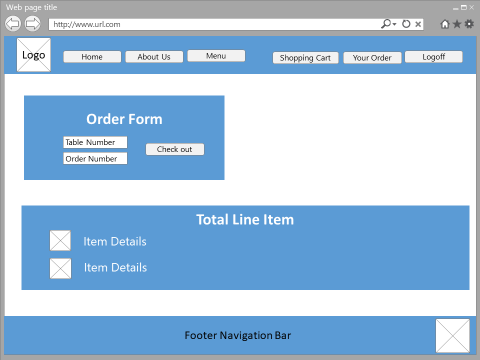 Web page title
http://www.url.com
Logo
Home
About Us
Menu
Shopping Cart
Your Order
Logoff
Order Form
Table Number
Order Number
Check out
Total Line Item
Item Details
Item Details
Footer Navigation Bar